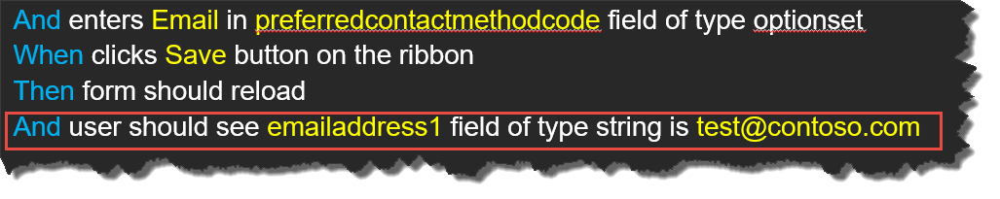 And enters Email in preferredcontactmethodcode field of type optionset
When clicks Save button on the ribbon
Then form should reload
And user should see emailaddress1 field of type string is test@contoso.com